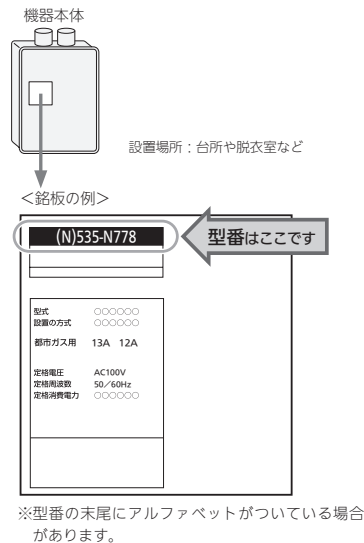 機器本体
設置場所：台所や脱衣室など
＜銘板の例＞
(N)535-N778
型番はここです
型式 ○○○○○○
設置の方式 ○○○○○○
都市ガス用 13A 12A
定格電圧 AC100V
定格周波数 50／60Hz
定格消費電力 ○○○○○○
※型番の末尾にアルファベットがついている場合
があります。